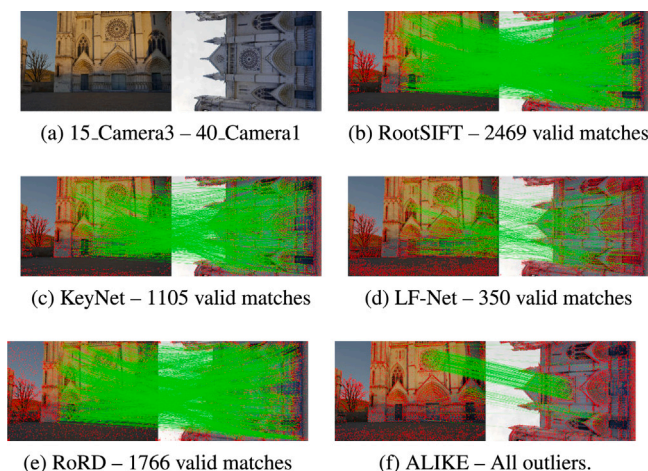 (a) 15_Camera3 – 40_Camera1
(b) RootSIFT – 2469 valid matches
(c) KeyNet – 1105 valid matches
(d) LF-Net – 350 valid matches
(e) RoRD – 1766 valid matches
(f) ALIKE – All outliers.